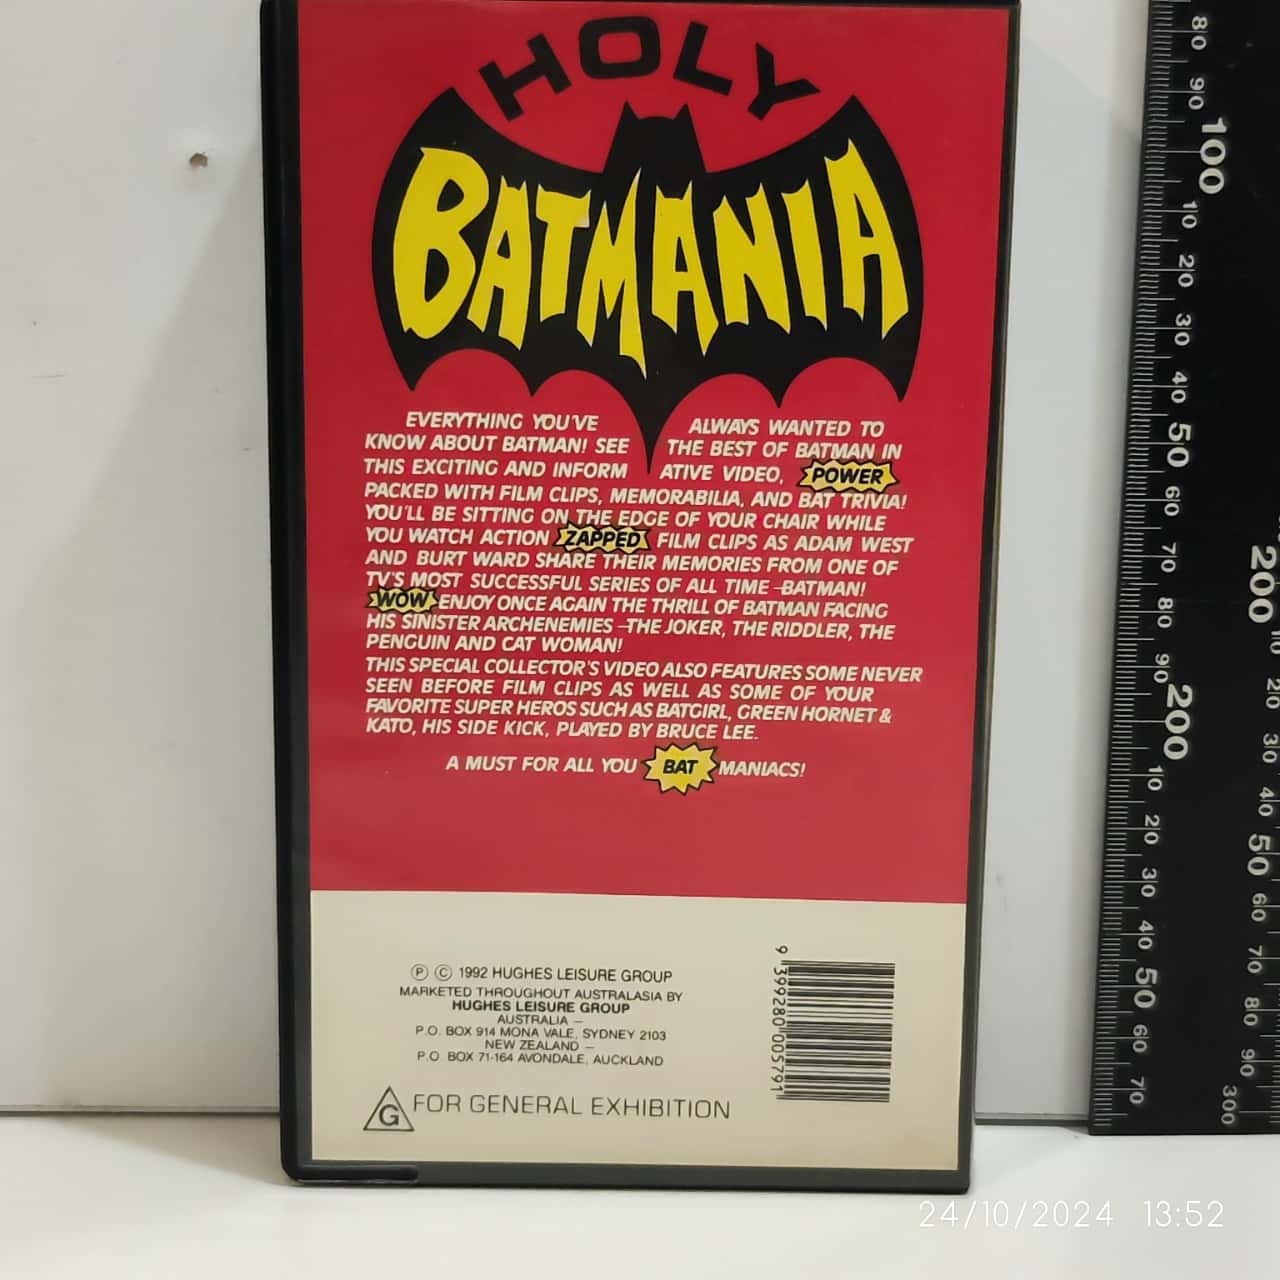 HOLY
BATMANIA
EVERYTHING YOU'VE ALWAYS WANTED TO
KNOW ABOUT BATMAN! SEE THE BEST OF BATMAN IN
THIS EXCITING AND INFORM ATIVE VIDEO, POWER
PACKED WITH FILM CLIPS, MEMORABILIA, AND BAT TRIVIA!
YOU'LL BE SITTING ON THE EDGE OF YOUR CHAIR WHILE
YOU WATCH ACTION ZAPPED FILM CLIPS AS ADAM WEST
AND BURT WARD SHARE THEIR MEMORIES FROM ONE OF
TV'S MOST SUCCESSFUL SERIES OF ALL TIME —BATMAN!
WOW ENJOY ONCE AGAIN THE THRILL OF BATMAN FACING
HIS SINISTER ARCHENEMIES —THE JOKER, THE RIDDLER, THE
PENGUIN AND CAT WOMAN!
THIS SPECIAL COLLECTOR'S VIDEO ALSO FEATURES SOME NEVER
SEEN BEFORE FILM CLIPS AS WELL AS SOME OF YOUR
FAVORITE SUPER HEROS SUCH AS BATGIRL, GREEN HORNET &
KATO, HIS SIDE KICK, PLAYED BY BRUCE LEE.
A MUST FOR ALL YOU BAT MANIACS!
Ⓟ © 1992 HUGHES LEISURE GROUP
MARKETED THROUGHOUT AUSTRALASIA BY
HUGHES LEISURE GROUP
AUSTRALIA —
P.O. BOX 914 MONA VALE, SYDNEY 2103
NEW ZEALAND —
P.O. BOX 71-164 AVONDALE, AUCKLAND
G FOR GENERAL EXHIBITION
9 399280 005791
80 90 100 10 20 30 40 50 60 70 80 90 200 10 20 30 40 50 60 70
200 10 20 30 40 50 60 70 80 90 300
24/10/2024 13:52